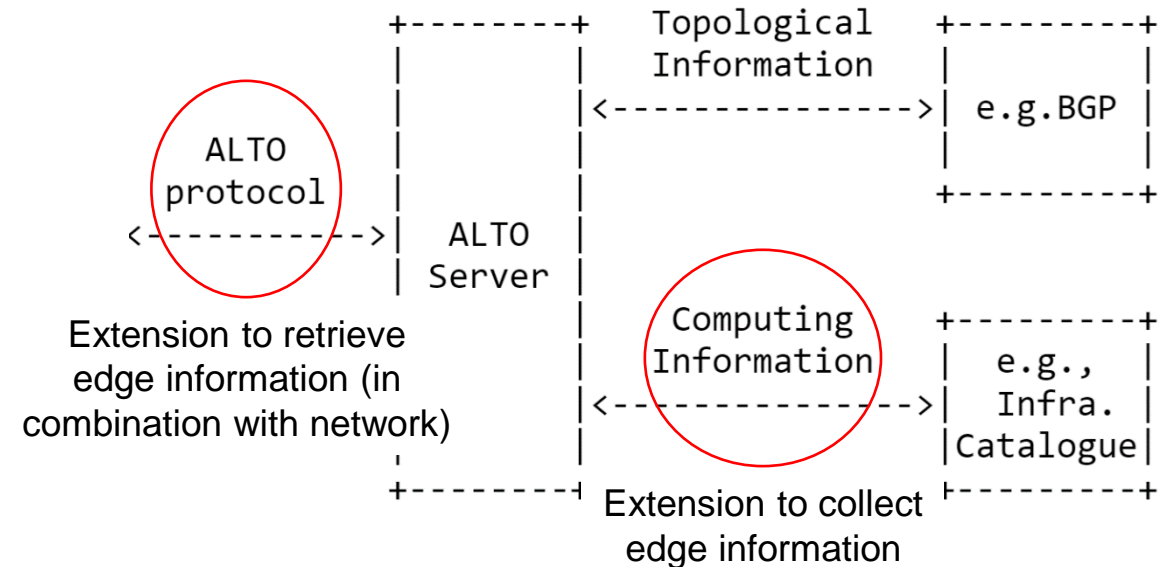 Topological
Information
e.g.BGP
ALTO
protocol
ALTO
Server
Extension to retrieve
edge information (in
combination with network)
Computing
Information
e.g.,
Infra.
Catalogue
Extension to collect
edge information